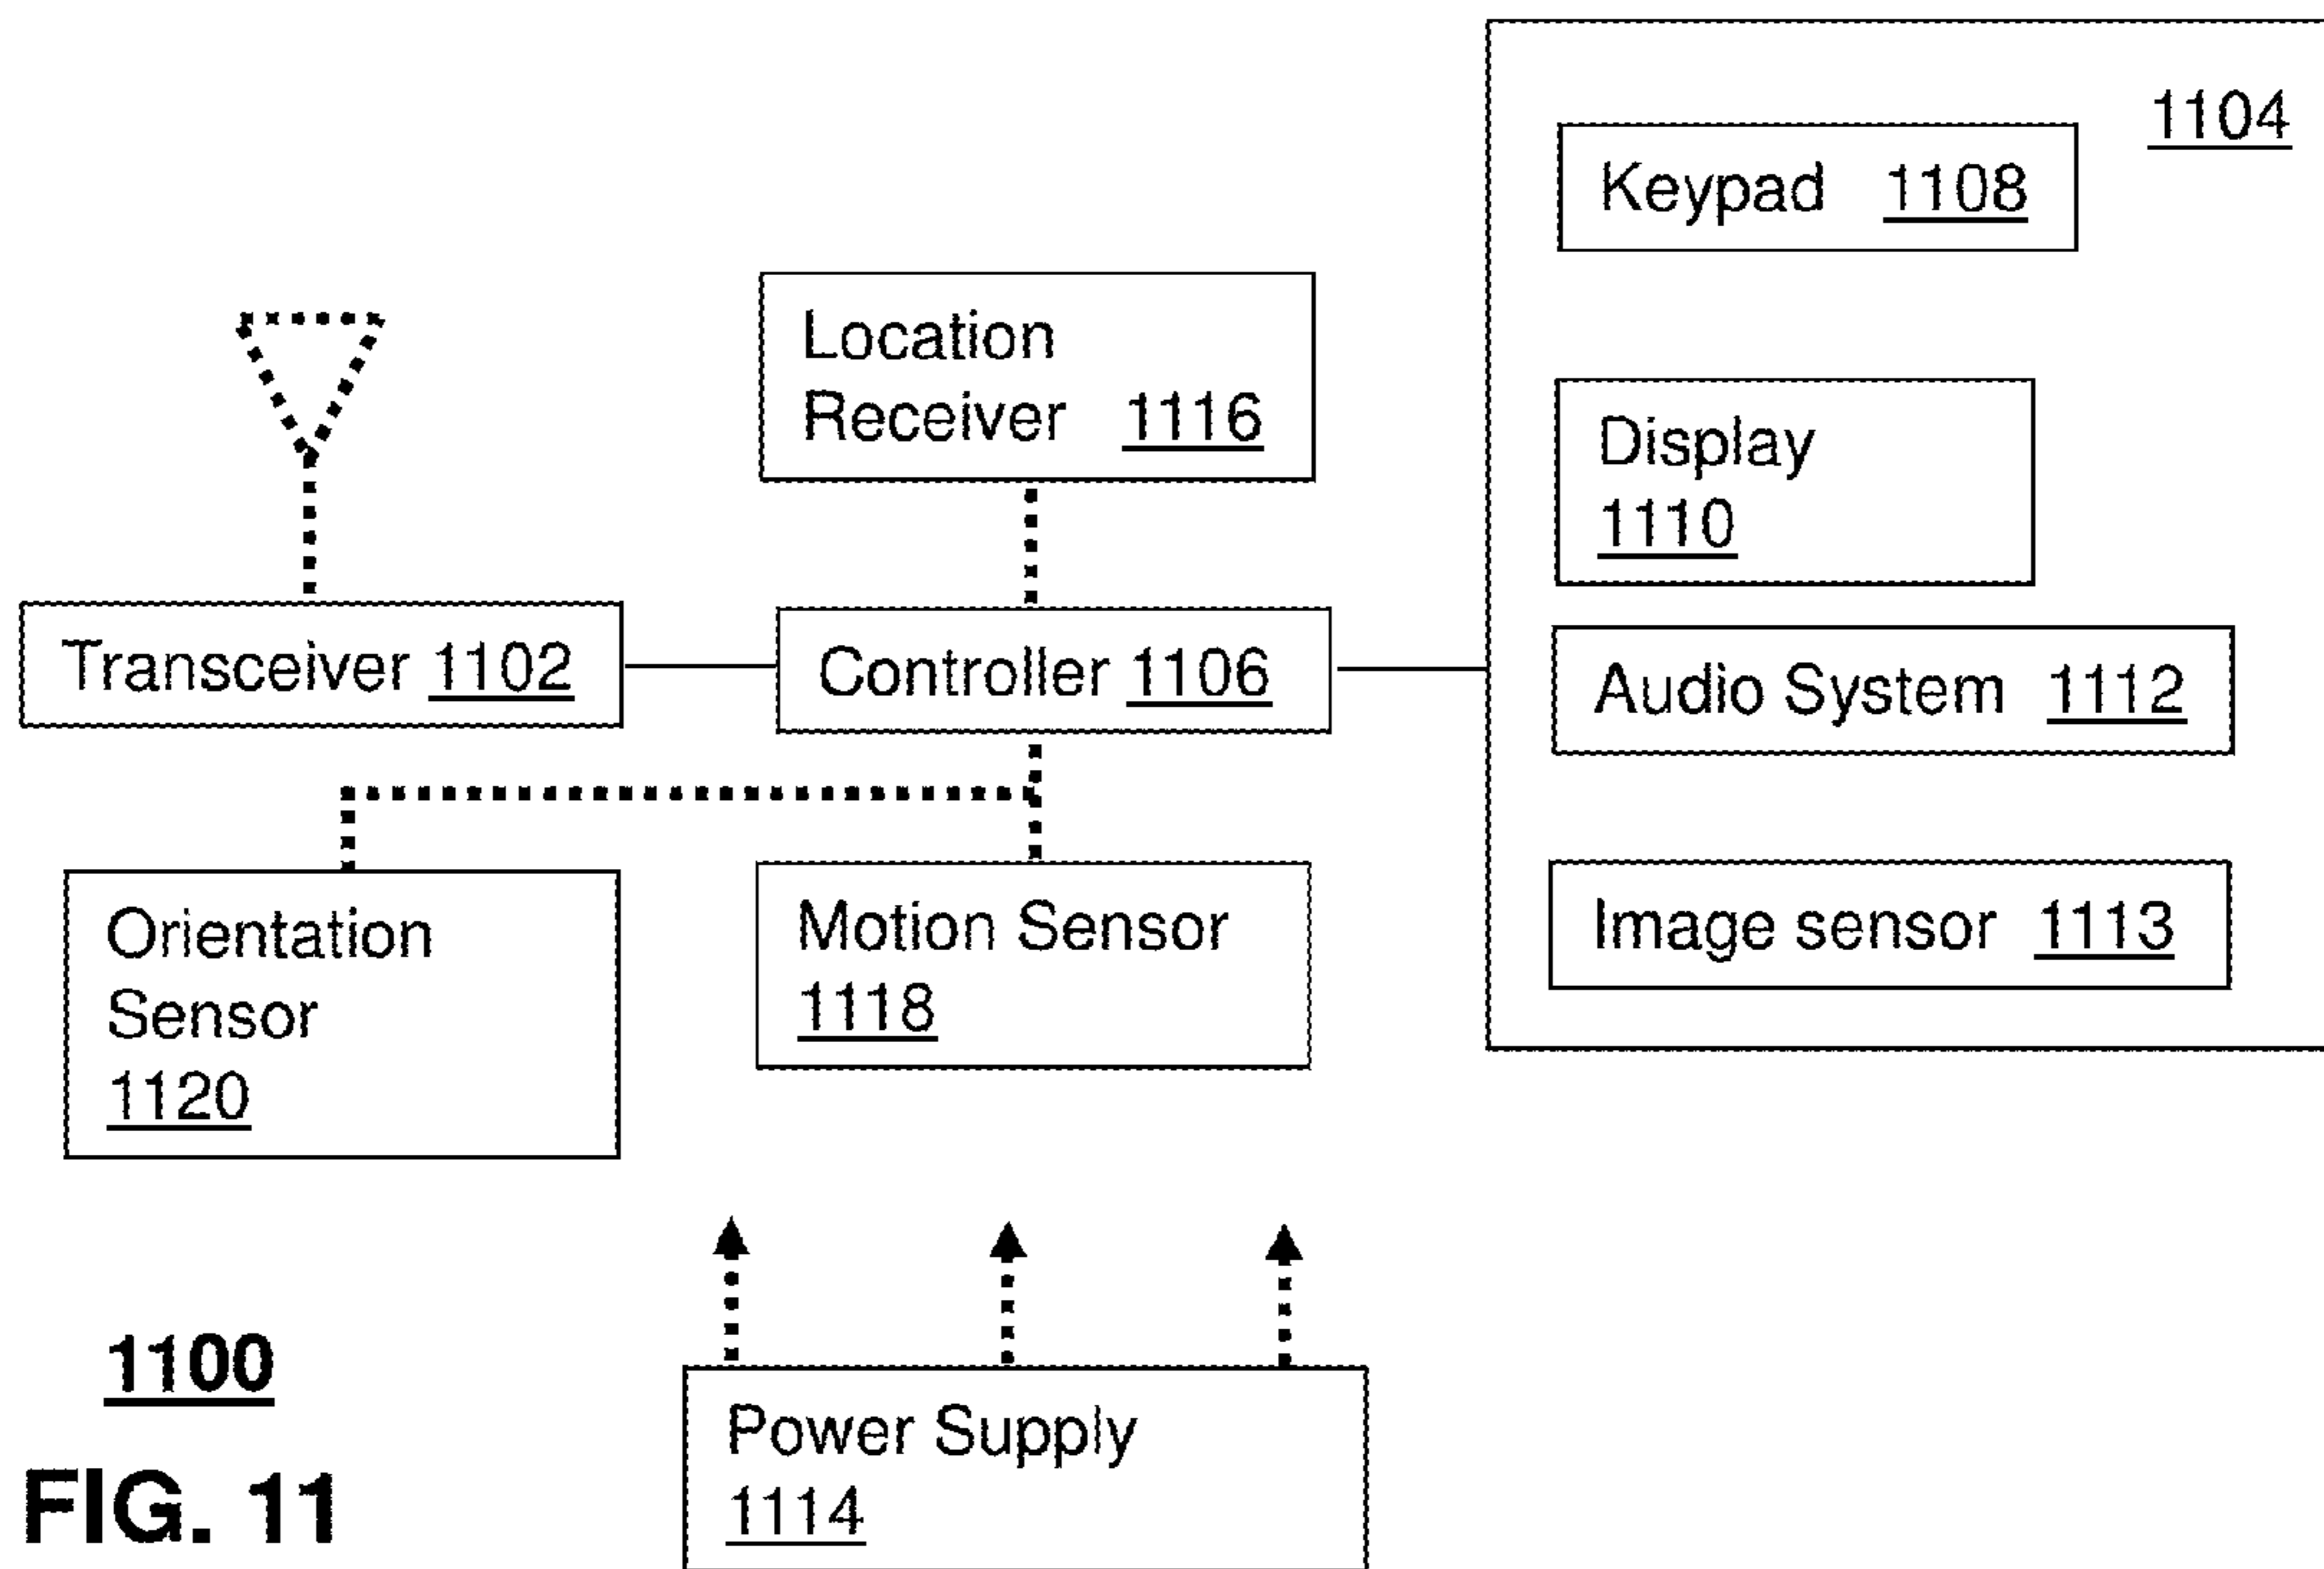 1104
Keypad 1108
Location
Receiver 1116
Display
1110
Transceiver 1102
Controller 1106
Audio System 1112
Orientation
Sensor
1120
Motion Sensor
1118
Image sensor 1113
1100
FIG. 11
Power Supply
1114